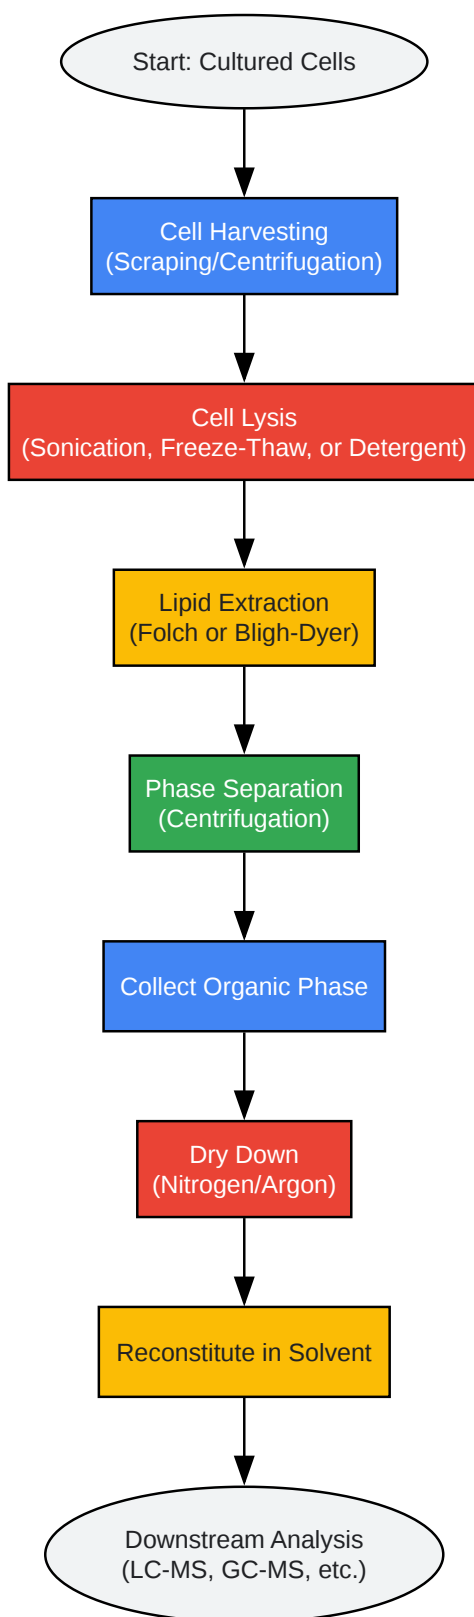 Start: Cultured Cells
Cell Harvesting
(Scraping/Centrifugation)
Cell Lysis
(Sonication, Freeze-Thaw, or Detergent)
Lipid Extraction
(Folch or Bligh-Dyer)
Phase Separation
(Centrifugation)
Collect Organic Phase
Dry Down
(Nitrogen/Argon)
Reconstitute in Solvent
Downstream Analysis
(LC-MS, GC-MS, etc.)